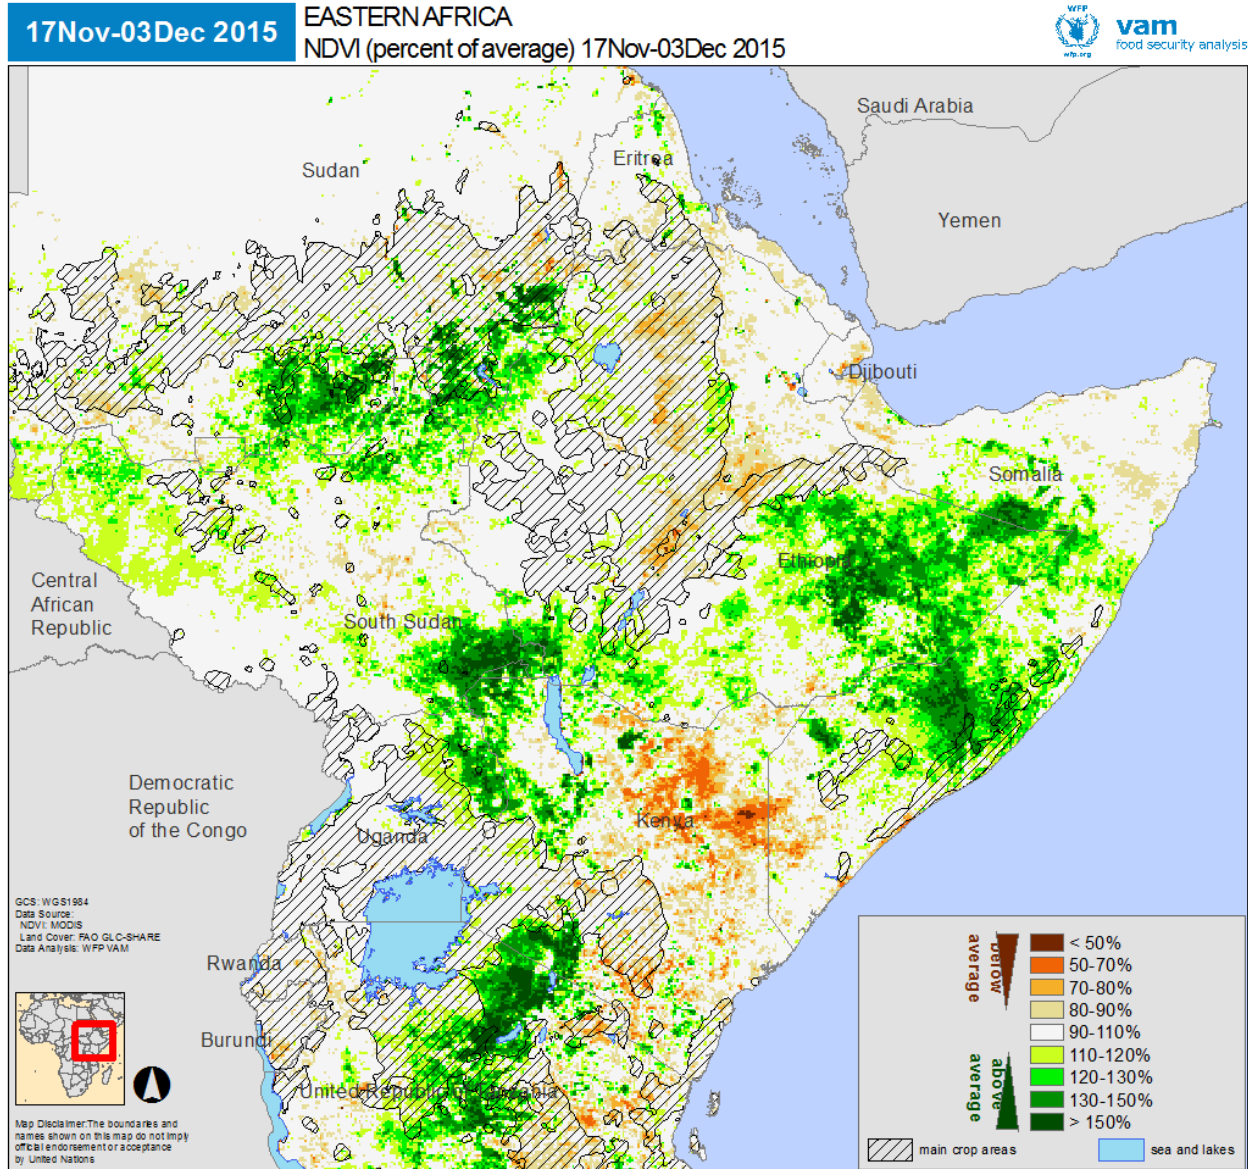 17Nov-03Dec 2015
EASTERN AFRICA
NDVI (percent of average) 17Nov-03Dec 2015
WFP
wfp.org
vam
food security analysis
Saudi Arabia
Sudan
Eritrea
Yemen
Djibouti
Somalia
Ethiopia
Central
African
Republic
South Sudan
Democratic
Republic
of the Congo
Kenya
Uganda
GCS: WGS1984
Data Source:
NDVI: MODIS
Land Cover: FAO GLC-SHARE
Data Analysis: WFP VAM
Rwanda
Burundi
United Republic of Tanzania
Map Disclaimer:The boundaries and
names shown on this map do not imply
official endorsement or acceptance
by United Nations
below
average
< 50%
50-70%
70-80%
80-90%
90-110%
110-120%
120-130%
130-150%
> 150%
above
average
main crop areas
sea and lakes